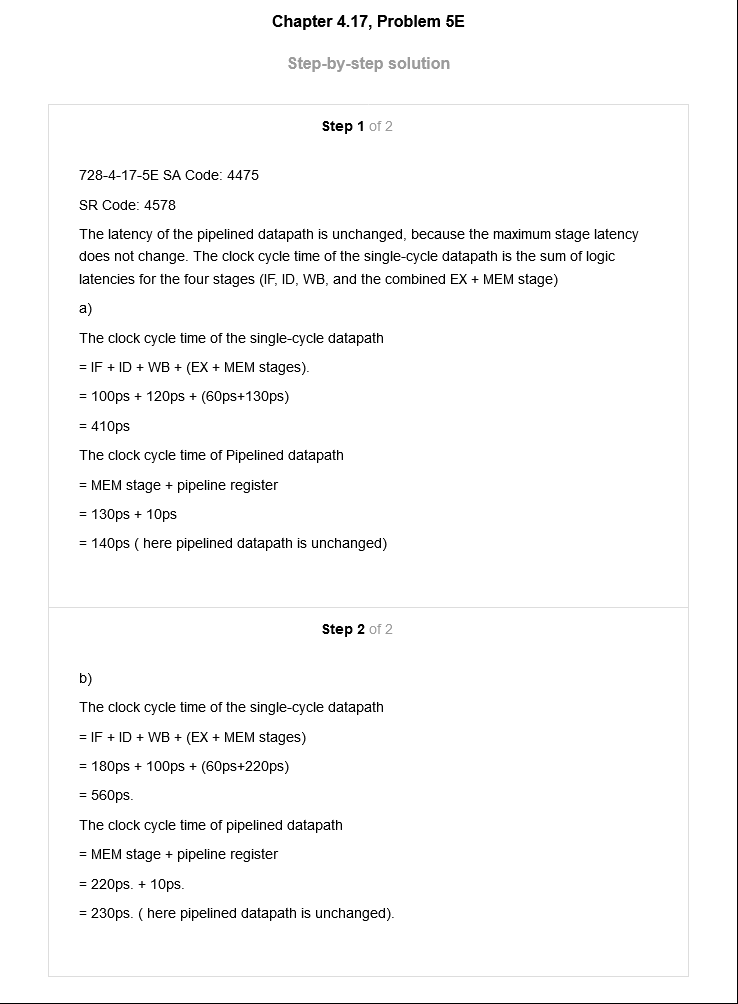 Chapter 4.17, Problem 5E
Step-by-step solution
Step 1 of 2
728-4-17-5E SA Code: 4475
SR Code: 4578
The latency of the pipelined datapath is unchanged, because the maximum stage latency
does not change. The clock cycle time of the single-cycle datapath is the sum of logic
latencies for the four stages (IF, ID, WB, and the combined EX + MEM stage)
a)
The clock cycle time of the single-cycle datapath
= IF + ID + WB + (EX + MEM stages).
= 100ps + 120ps + (60ps+130ps)
= 410ps
The clock cycle time of Pipelined datapath
= MEM stage + pipeline register
= 130ps + 10ps
= 140ps ( here pipelined datapath is unchanged)
Step 2 of 2
b)
The clock cycle time of the single-cycle datapath
= IF + ID + WB + (EX + MEM stages)
= 180ps + 100ps + (60ps+220ps)
= 560ps.
The clock cycle time of pipelined datapath
= MEM stage + pipeline register
= 220ps. + 10ps.
= 230ps. ( here pipelined datapath is unchanged).